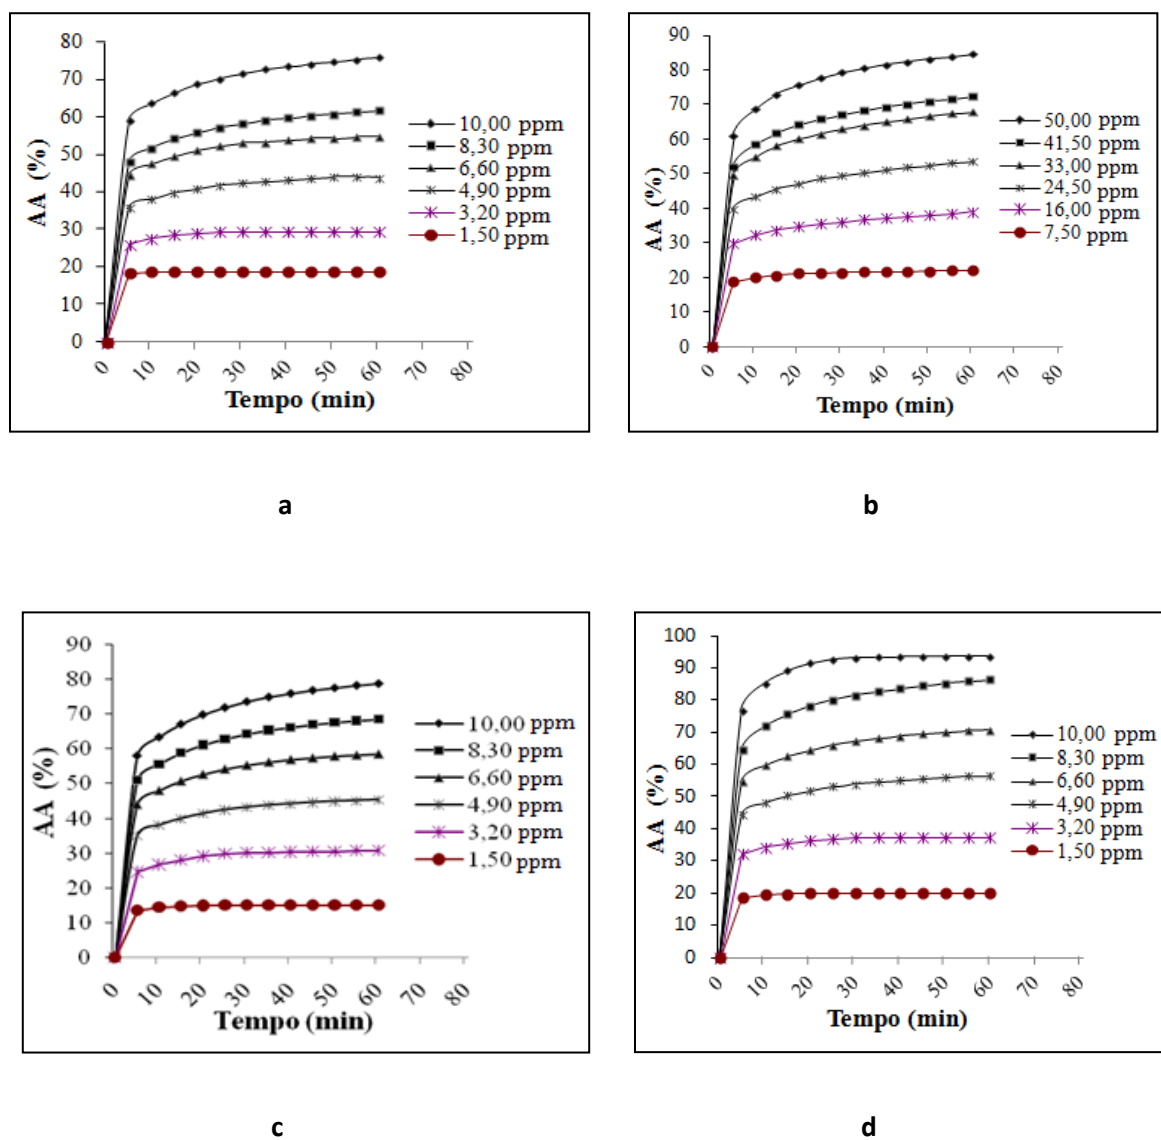 AA (%)
80
70
60
50
40
30
20
10
0
0 10 20 30 40 50 60 70 80
Tempo (min)
10,00 ppm
8,30 ppm
6,60 ppm
4,90 ppm
3,20 ppm
1,50 ppm
a
AA (%)
90
80
70
60
50
40
30
20
10
0
0 10 20 30 40 50 60 70 80
Tempo (min)
50,00 ppm
41,50 ppm
33,00 ppm
24,50 ppm
16,00 ppm
7,50 ppm
b
AA (%)
90
80
70
60
50
40
30
20
10
0
0 10 20 30 40 50 60 70 80
Tempo (min)
10,00 ppm
8,30 ppm
6,60 ppm
4,90 ppm
3,20 ppm
1,50 ppm
c
AA (%)
100
90
80
70
60
50
40
30
20
10
0
0 10 20 30 40 50 60 70 80
Tempo (min)
10,00 ppm
8,30 ppm
6,60 ppm
4,90 ppm
3,20 ppm
1,50 ppm
d